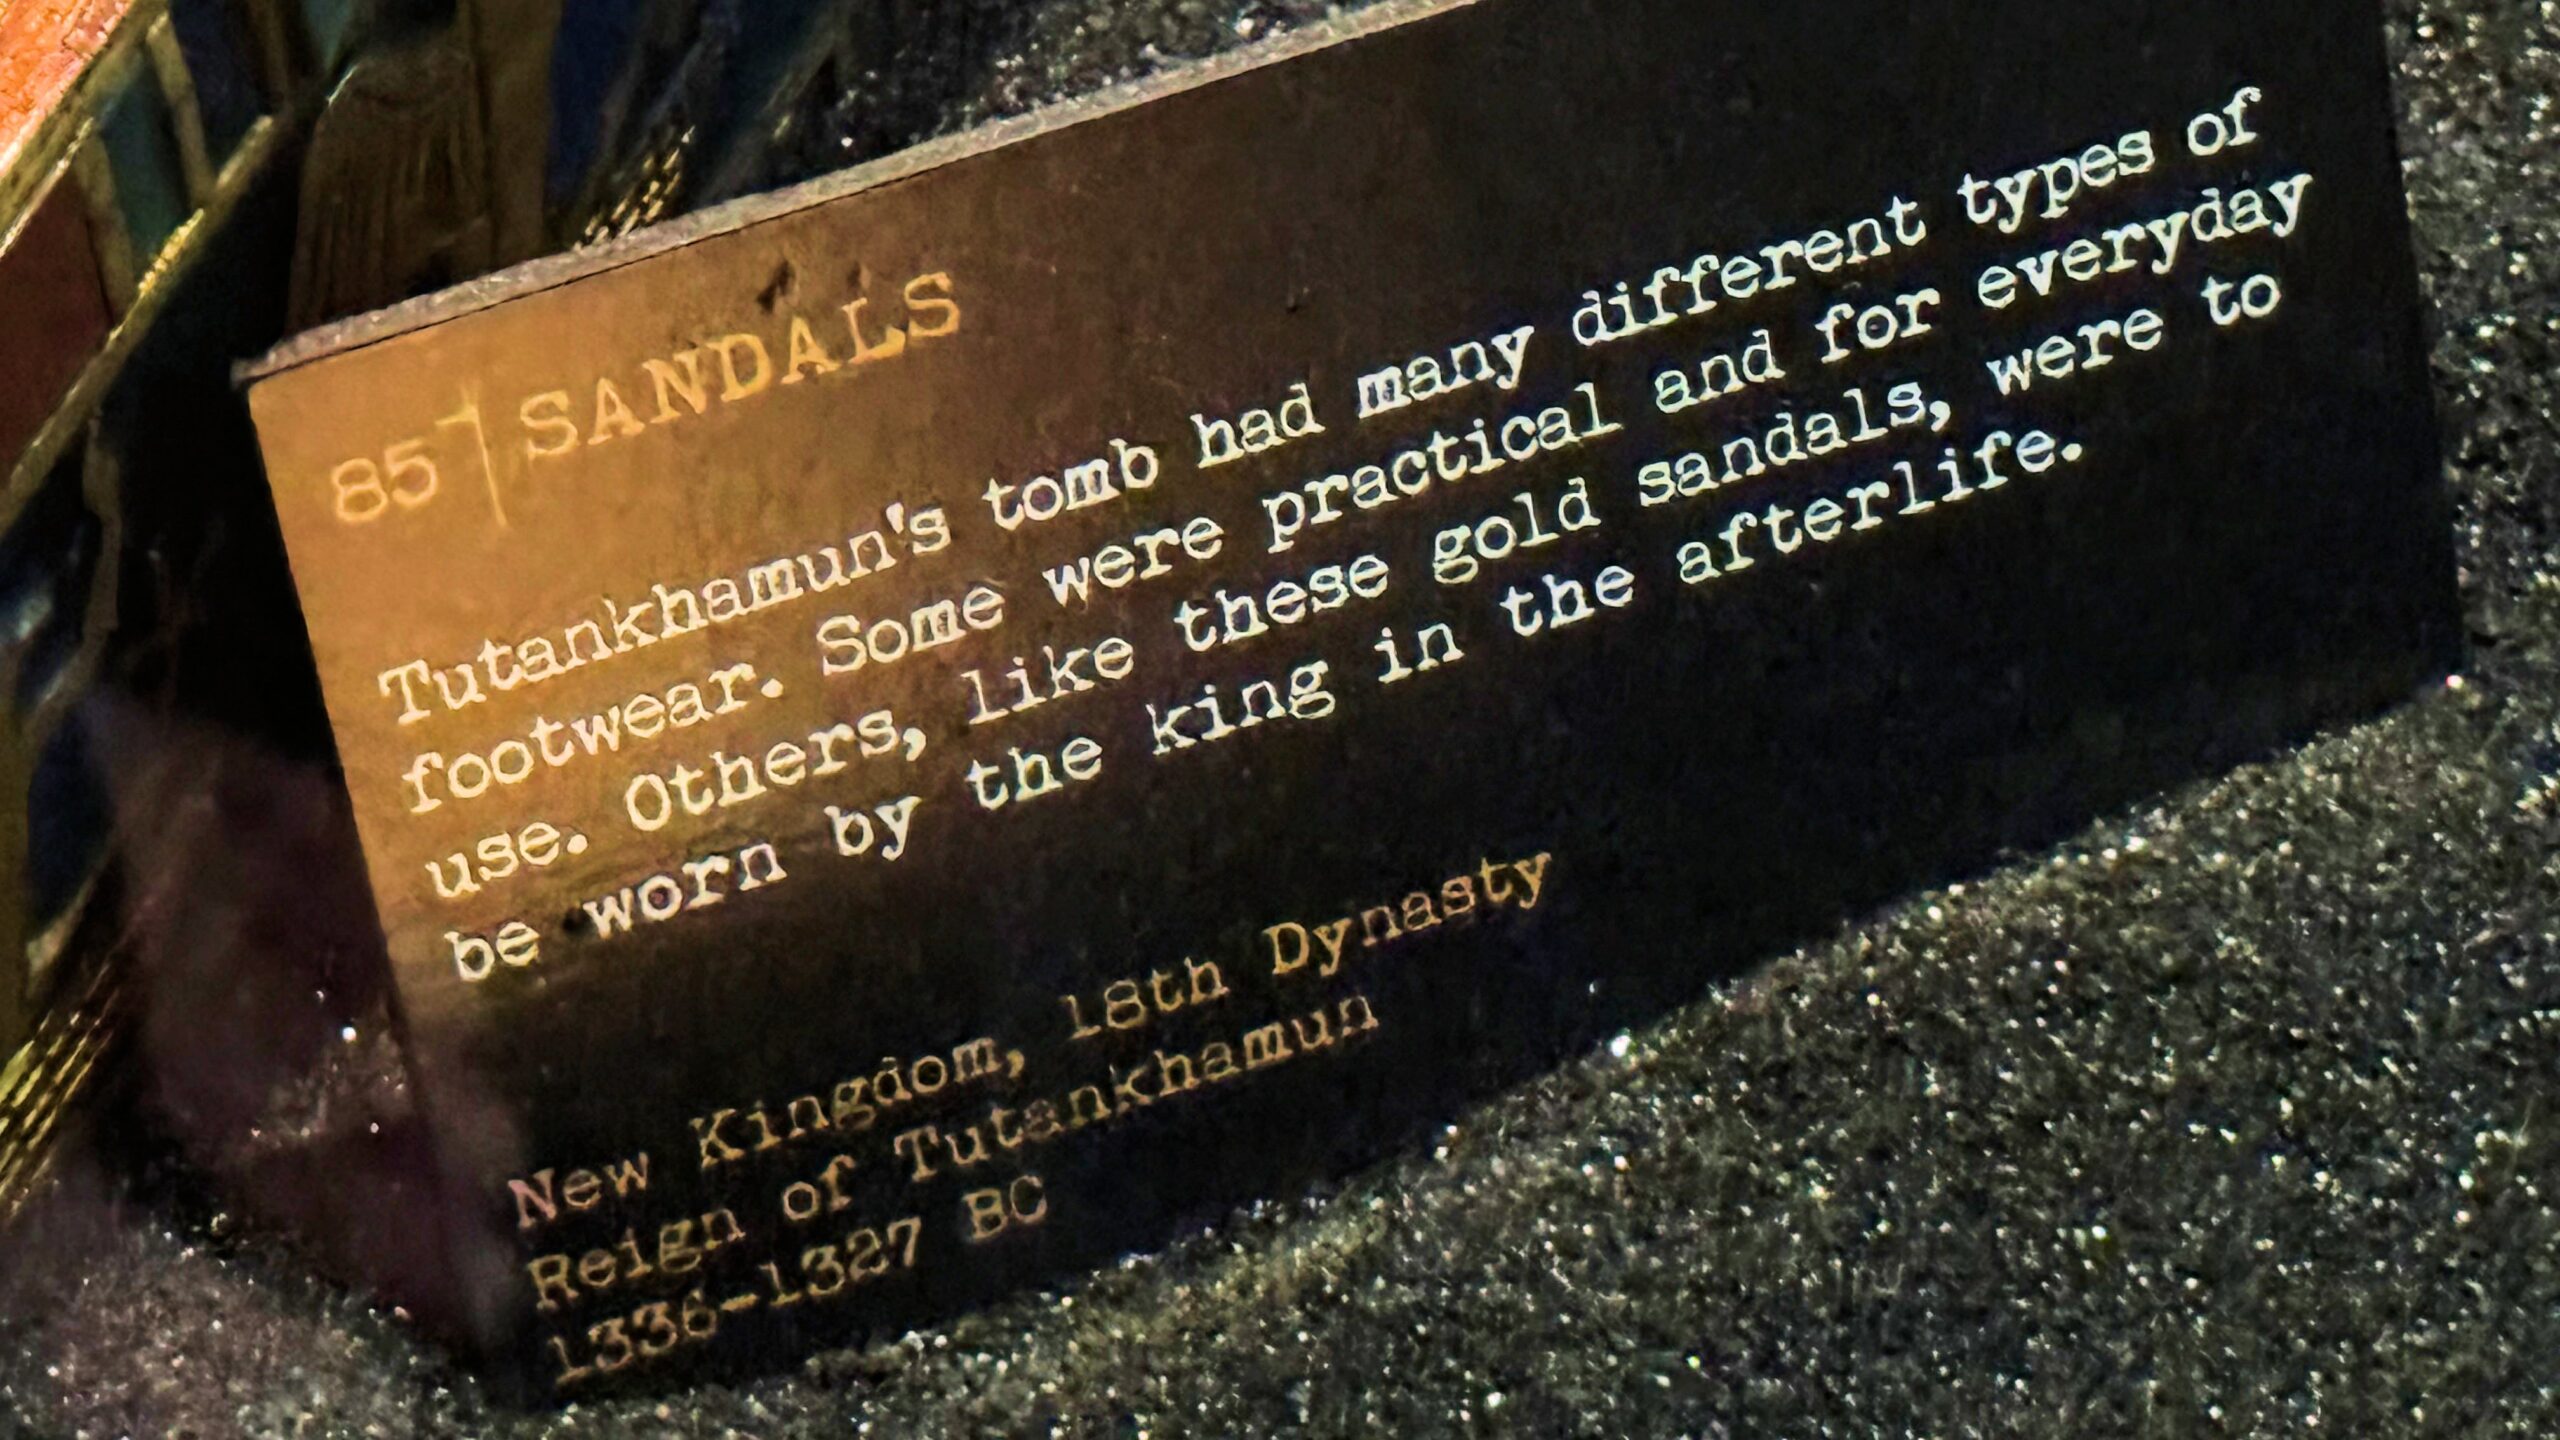 85 SANDALS
Tutankhamun's tomb had many different types of
footwear. Some were practical and for everyday
use. Others, like these gold sandals, were to
be worn by the king in the afterlife.
New Kingdom, 18th Dynasty
Reign of Tutankhamun
1336-1327 BC